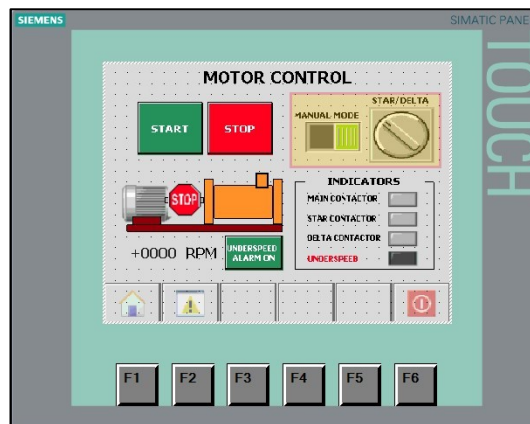 SIEMENS
SIMATIC PANE
TOUCH
MOTOR CONTROL
START
STOP
STAR/DELTA
MANUAL MODE
INDICATORS
MAIN CONTACTOR
STAR CONTACTOR
DELTA CONTACTOR
UNDERSPEED
STOP
+0000 RPM
UNDERSPEED
ALARM ON
F1
F2
F3
F4
F5
F6